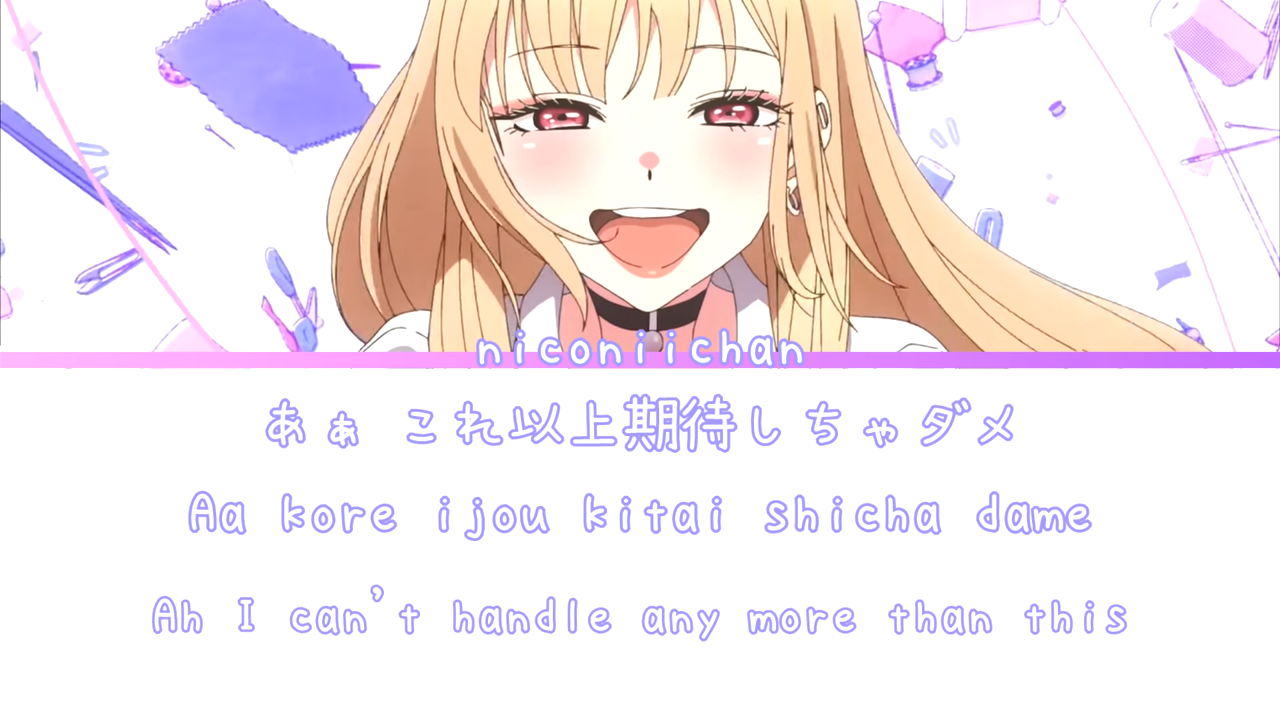 niconiichan
あぁ これ以上期待しちゃダメ
Aa kore ijou kitai shicha dame
Ah I can't handle any more than this